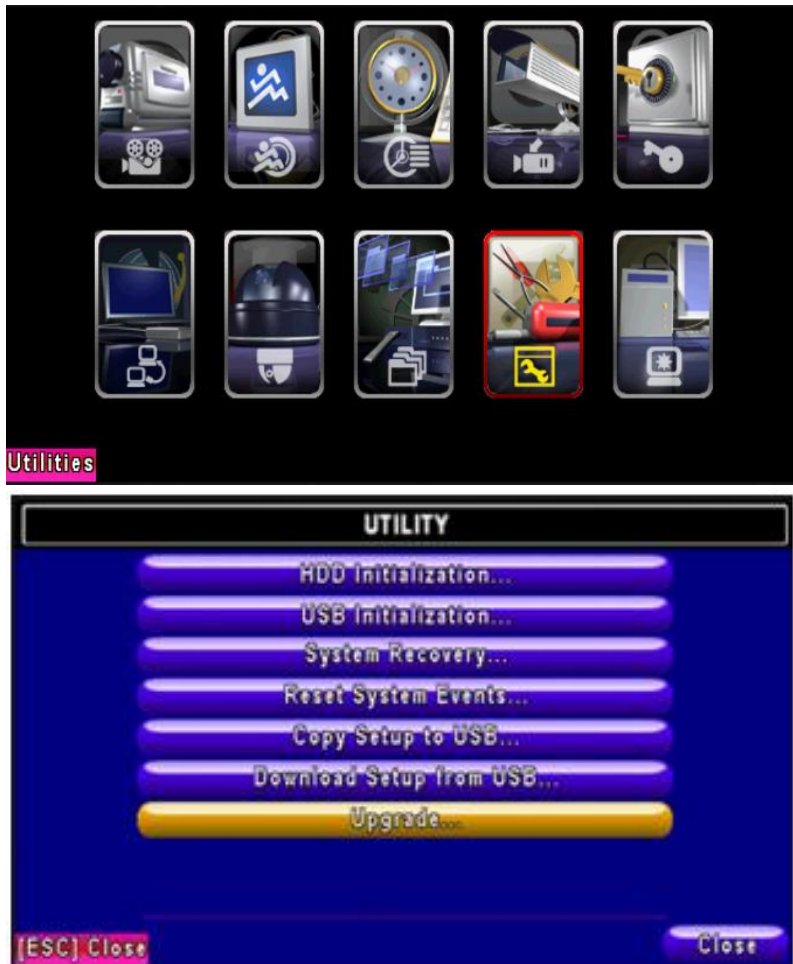 Utilities
UTILITY
HDD Initialization...
USB Initialization...
System Recovery...
Reset System Events...
Copy Setup to USB...
Download Setup from USB...
Upgrade...
[ESC] Close
Close